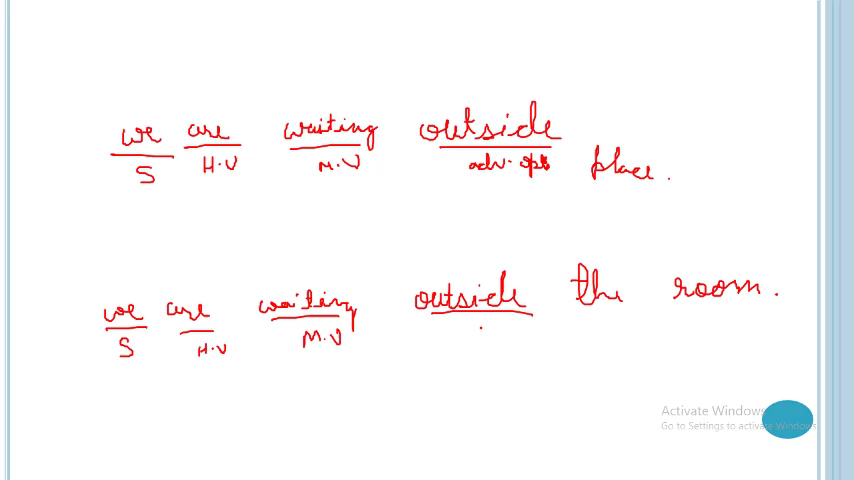 we are waiting outside
S H.V M.V adv. place.
we are waiting outside the room.
S H.V M.V
Activate Windows
Go to Settings to activate Windows.